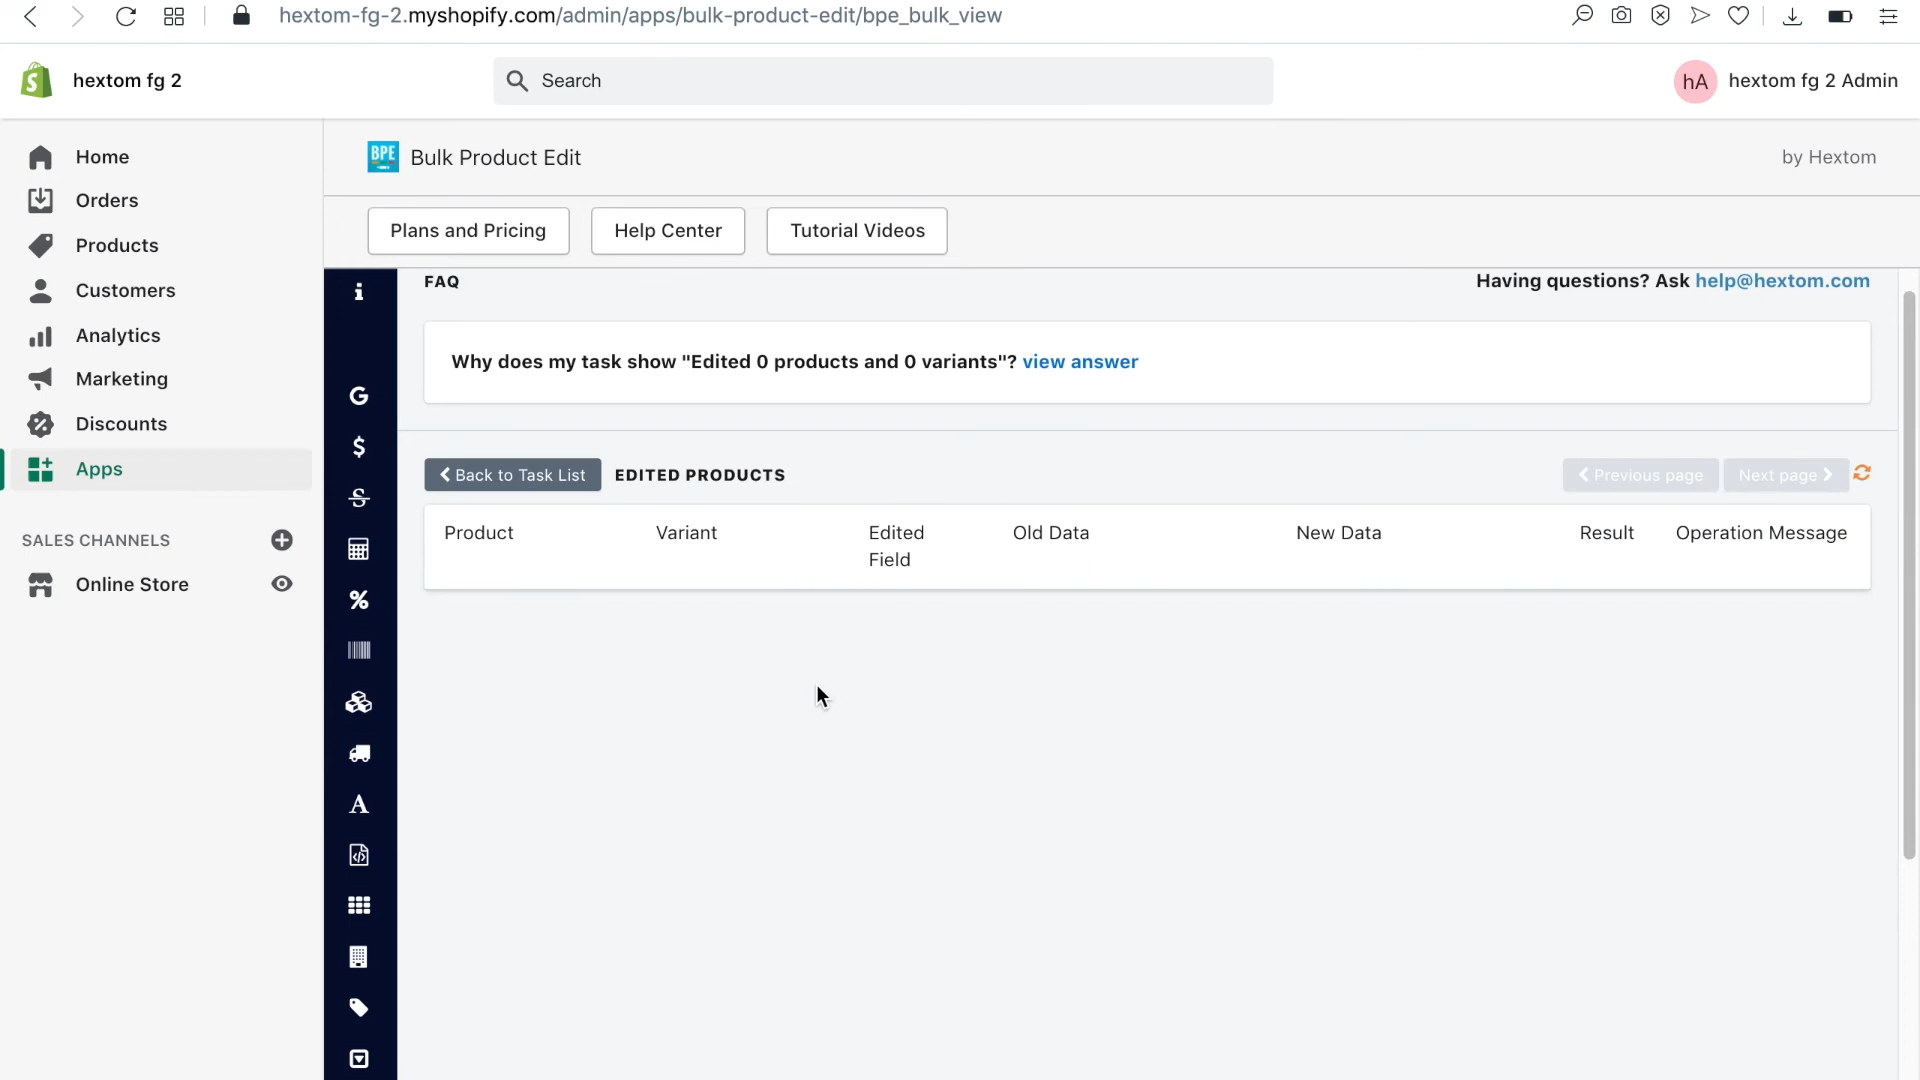 hextom-fg-2.myshopify.com/admin/apps/bulk-product-edit/bpe_bulk_view
hextom fg 2
Search
hA
hextom fg 2 Admin
Home
Orders
Products
Customers
Analytics
Marketing
Discounts
Apps
SALES CHANNELS
Online Store
BPE
Bulk Product Edit
by Hextom
Plans and Pricing
Help Center
Tutorial Videos
FAQ
Having questions? Ask help@hextom.com
Why does my task show "Edited 0 products and 0 variants"? view answer
Back to Task List
EDITED PRODUCTS
Previous page
Next page
Product
Variant
Edited
Field
Old Data
New Data
Result
Operation Message